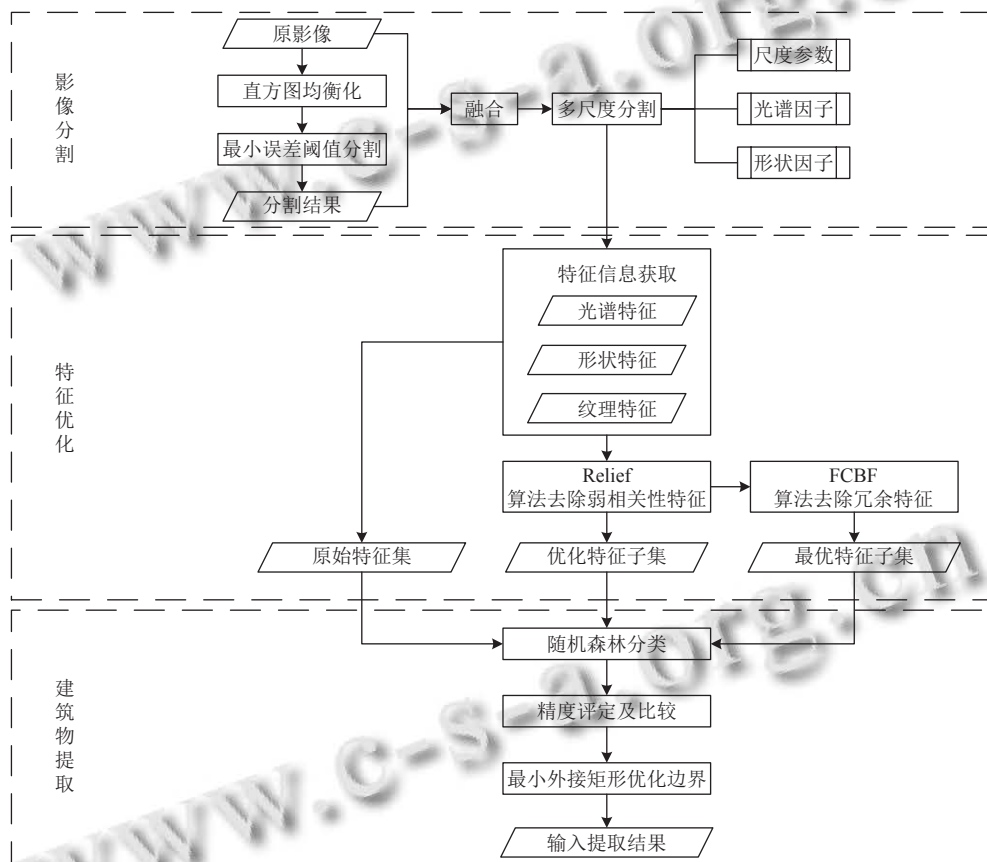 影像分割
原影像
直方图均衡化
最小误差阈值分割
分割结果
融合
多尺度分割
尺度参数
光谱因子
形状因子
特征优化
特征信息获取
光谱特征
形状特征
纹理特征
Relief
算法去除弱相关性特征
FCBF
算法去除冗余特征
原始特征集
优化特征子集
最优特征子集
建筑物提取
随机森林分类
精度评定及比较
最小外接矩形优化边界
输入提取结果
www.c-s-a.org.cn
www.c-s-a.org.cn